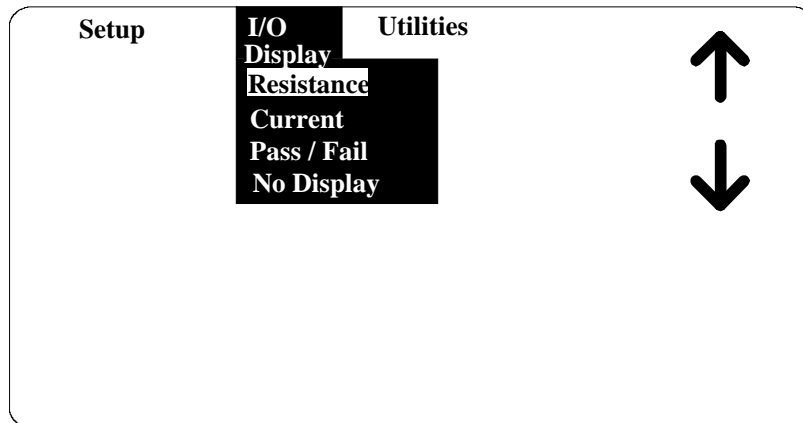 Setup I/O Utilities
Display
Resistance
Current
Pass / Fail
No Display